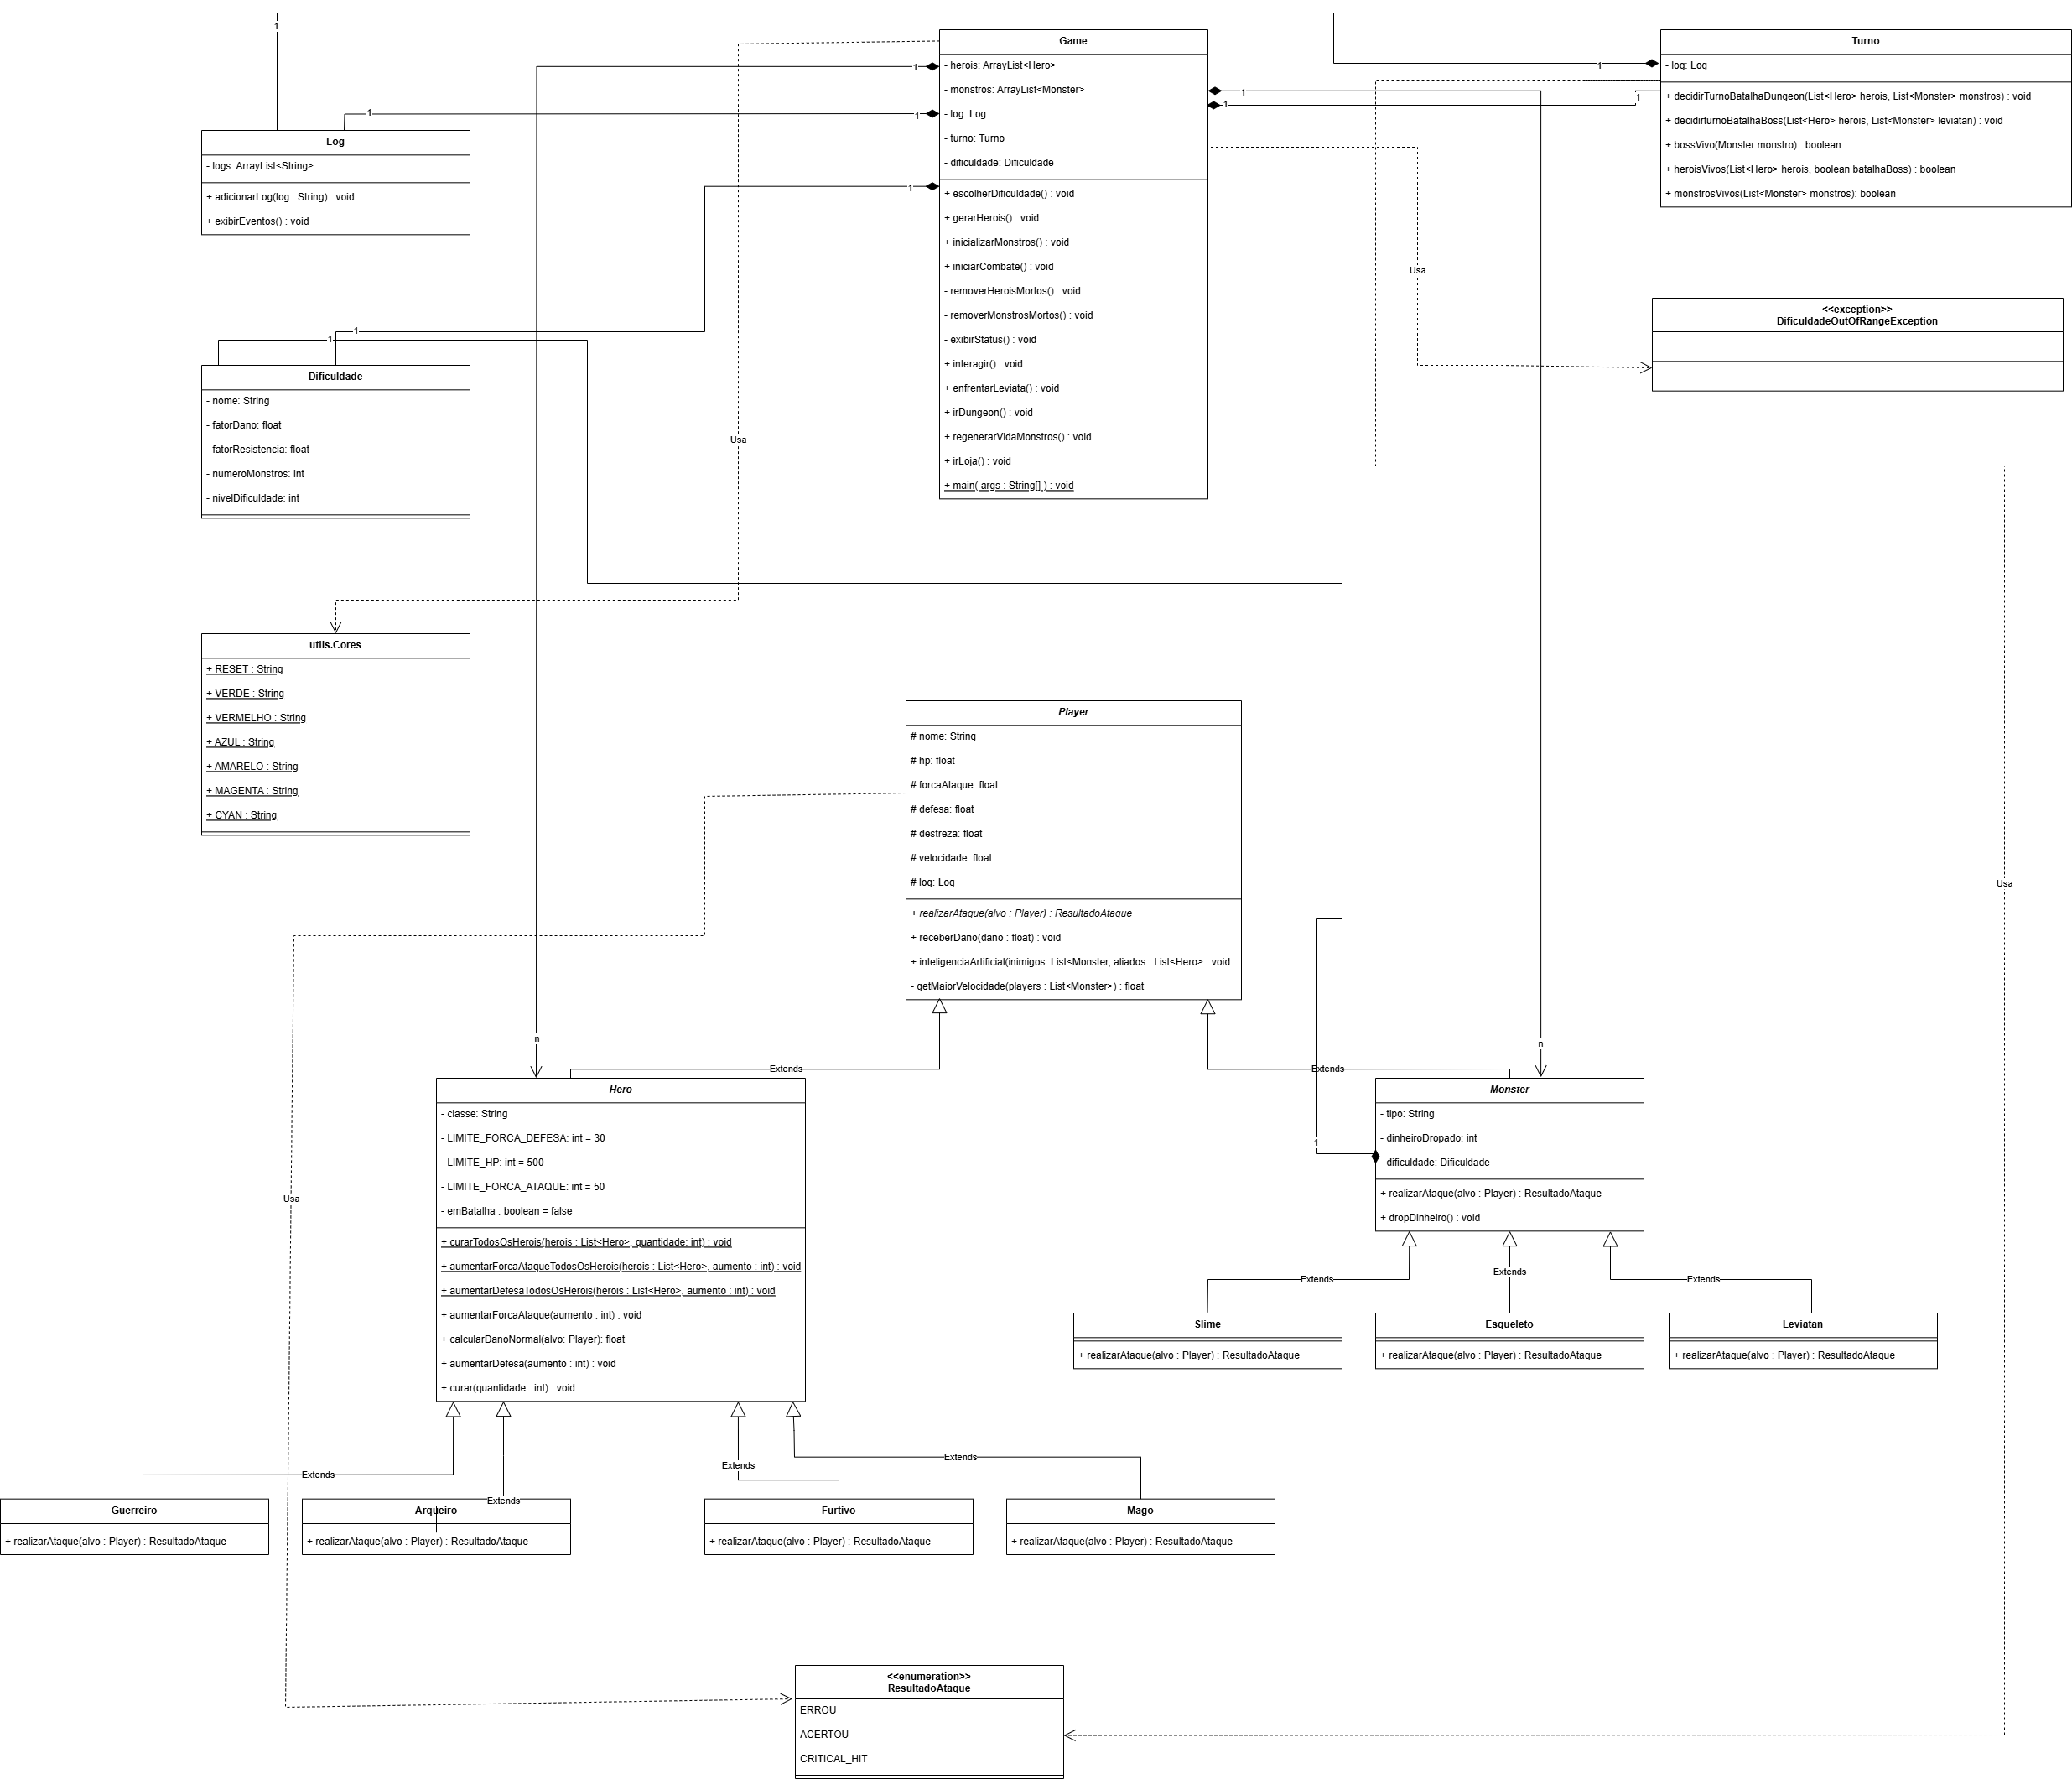 1
Game
- herois: ArrayList<Hero>
- monstros: ArrayList<Monster>
- log: Log
- turno: Turno
- dificuldade: Dificuldade
+ escolherDificuldade() : void
+ gerarHerois() : void
+ inicializarMonstros() : void
+ iniciarCombate() : void
- removerHeroisMortos() : void
- removerMonstrosMortos() : void
- exibirStatus() : void
+ interagir() : void
+ enfrentarLeviata() : void
+ irDungeon() : void
+ regenerarVidaMonstros() : void
+ irLoja() : void
+ main( args : String[] ) : void
1
1
1
1
1
1
1
1
Turno
- log: Log
+ decidirTurnoBatalhaDungeon(List<Hero> herois, List<Monster> monstros) : void
+ decidirturnoBatalhaBoss(List<Hero> herois, List<Monster> leviatan) : void
+ bossVivo(Monster monstro) : boolean
+ heroisVivos(List<Hero> herois, boolean batalhaBoss) : boolean
+ monstrosVivos(List<Monster> monstros): boolean
Log
- logs: ArrayList<String>
+ adicionarLog(log : String) : void
+ exibirEventos() : void
Usa
<<exception>>
DificuldadeOutOfRangeException
1
1
Dificuldade
- nome: String
- fatorDano: float
- fatorResistencia: float
- numeroMonstros: int
- nivelDificuldade: int
Usa
utils.Cores
+ RESET : String
+ VERDE : String
+ VERMELHO : String
+ AZUL : String
+ AMARELO : String
+ MAGENTA : String
+ CYAN : String
Player
# nome: String
# hp: float
# forcaAtaque: float
# defesa: float
# destreza: float
# velocidade: float
# log: Log
+ realizarAtaque(alvo : Player) : ResultadoAtaque
+ receberDano(dano : float) : void
+ inteligenciaArtificial(inimigos: List<Monster, aliados : List<Hero> : void
- getMaiorVelocidade(players : List<Monster>) : float
Usa
n
n
Extends
Extends
Hero
- classe: String
- LIMITE_FORCA_DEFESA: int = 30
- LIMITE_HP: int = 500
- LIMITE_FORCA_ATAQUE: int = 50
- emBatalha : boolean = false
+ curarTodosOsHerois(herois : List<Hero>, quantidade: int) : void
+ aumentarForcaAtaqueTodosOsHerois(herois : List<Hero>, aumento : int) : void
+ aumentarDefesaTodosOsHerois(herois : List<Hero>, aumento : int) : void
+ aumentarForcaAtaque(aumento : int) : void
+ calcularDanoNormal(alvo: Player): float
+ aumentarDefesa(aumento : int) : void
+ curar(quantidade : int) : void
Monster
- tipo: String
- dinheiroDropado: int
- dificuldade: Dificuldade
+ realizarAtaque(alvo : Player) : ResultadoAtaque
+ dropDinheiro() : void
1
Usa
Extends
Extends
Extends
Slime
+ realizarAtaque(alvo : Player) : ResultadoAtaque
Esqueleto
+ realizarAtaque(alvo : Player) : ResultadoAtaque
Leviatan
+ realizarAtaque(alvo : Player) : ResultadoAtaque
Extends
Extends
Extends
Extends
Guerreiro
+ realizarAtaque(alvo : Player) : ResultadoAtaque
Arqueiro
+ realizarAtaque(alvo : Player) : ResultadoAtaque
Furtivo
+ realizarAtaque(alvo : Player) : ResultadoAtaque
Mago
+ realizarAtaque(alvo : Player) : ResultadoAtaque
<<enumeration>>
ResultadoAtaque
ERROU
ACERTOU
CRITICAL_HIT